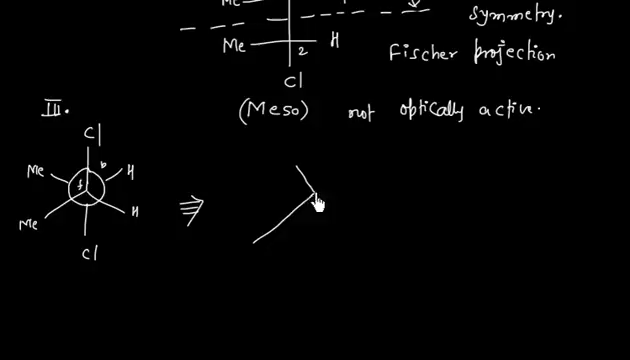 Me
Symmetry.
Me 2 H
Fischer projection
Cl
(Meso) not optically active.
III.
Cl
Me b H
f
Me H
Cl